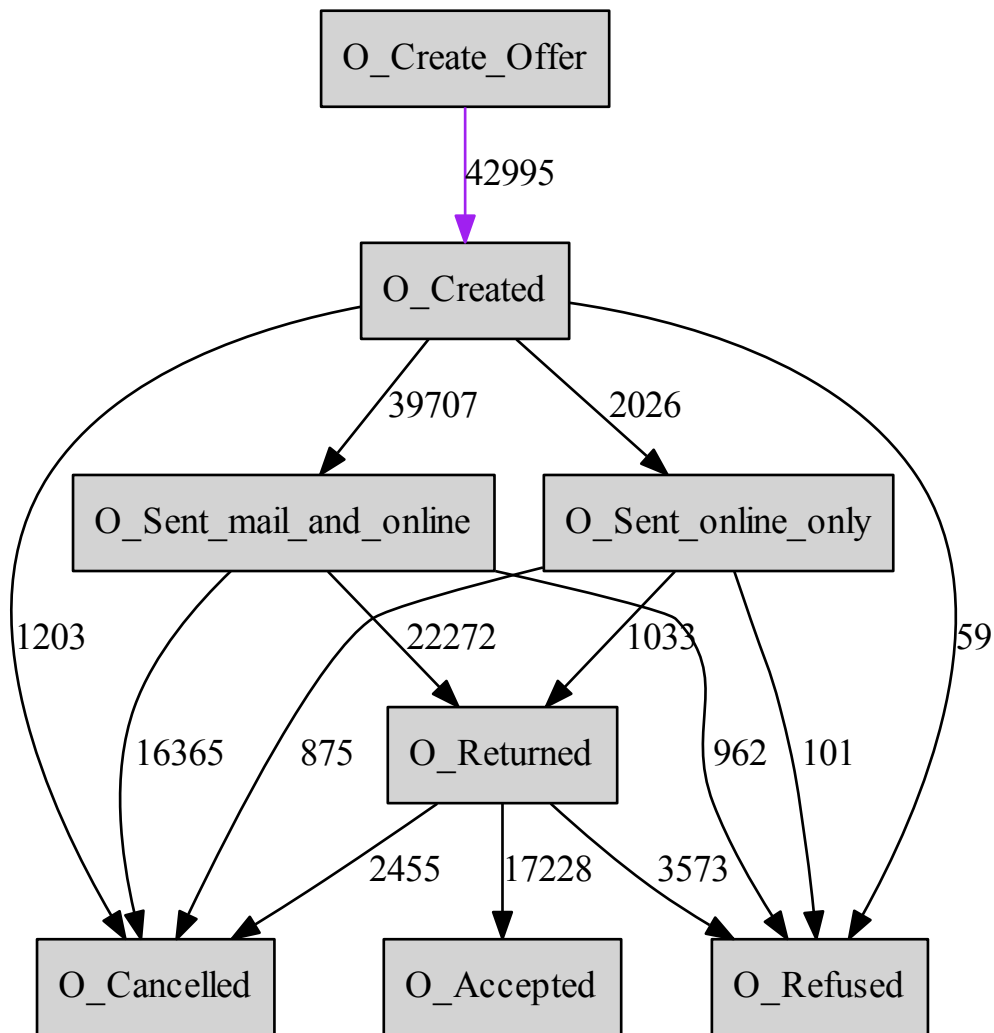 O_Create_Offer
42995
O_Created
39707
2026
O_Sent_mail_and_online
O_Sent_online_only
1203
22272
1033
59
16365
875
O_Returned
962
101
2455
17228
3573
O_Cancelled
O_Accepted
O_Refused